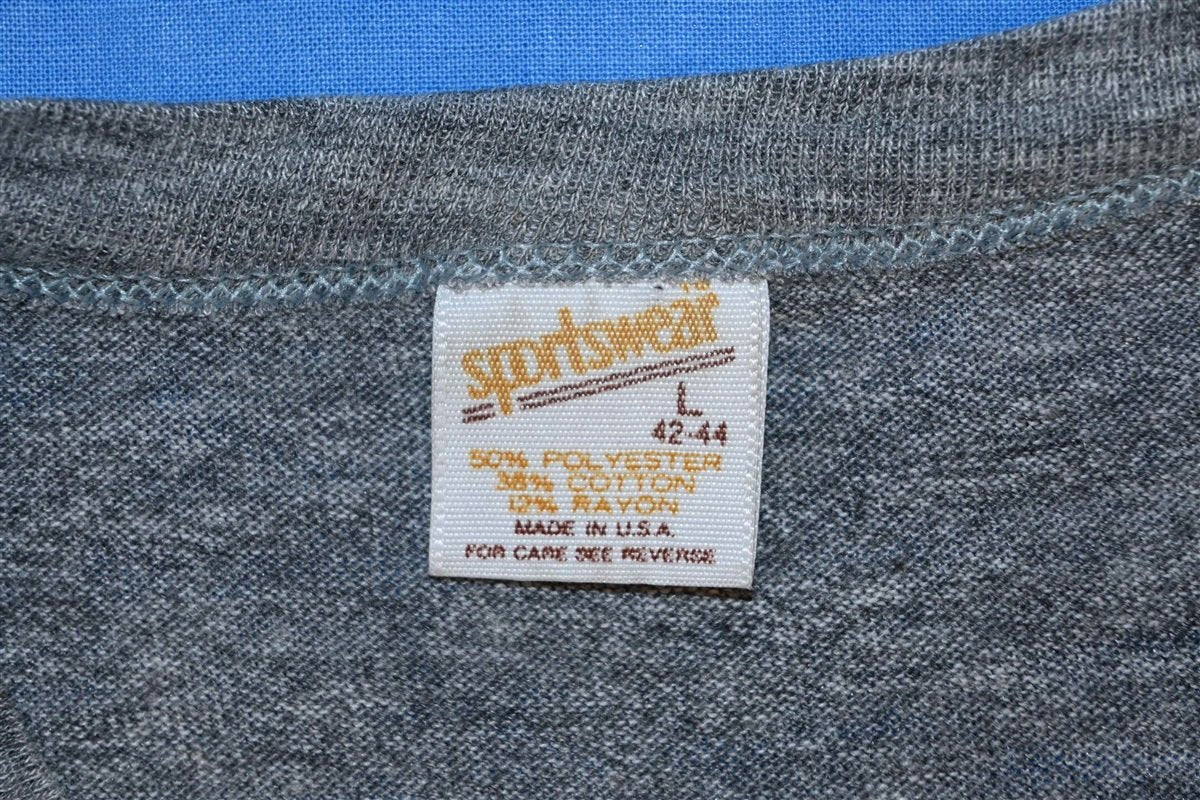 sportswear
L
42-44
50% POLYESTER
38% COTTON
12% RAYON
MADE IN U.S.A.
FOR CARE SEE REVERSE